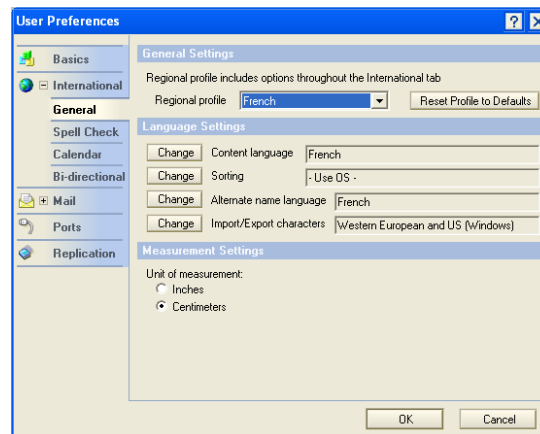 User Preferences
Basics
International
General
Spell Check
Calendar
Bi-directional
Mail
Ports
Replication
General Settings
Regional profile includes options throughout the International tab
Regional profile French Reset Profile to Defaults
Language Settings
Change Content language French
Change Sorting - Use OS -
Change Alternate name language French
Change Import/Export characters Western European and US (Windows)
Measurement Settings
Unit of measurement:
Inches
Centimeters
OK Cancel